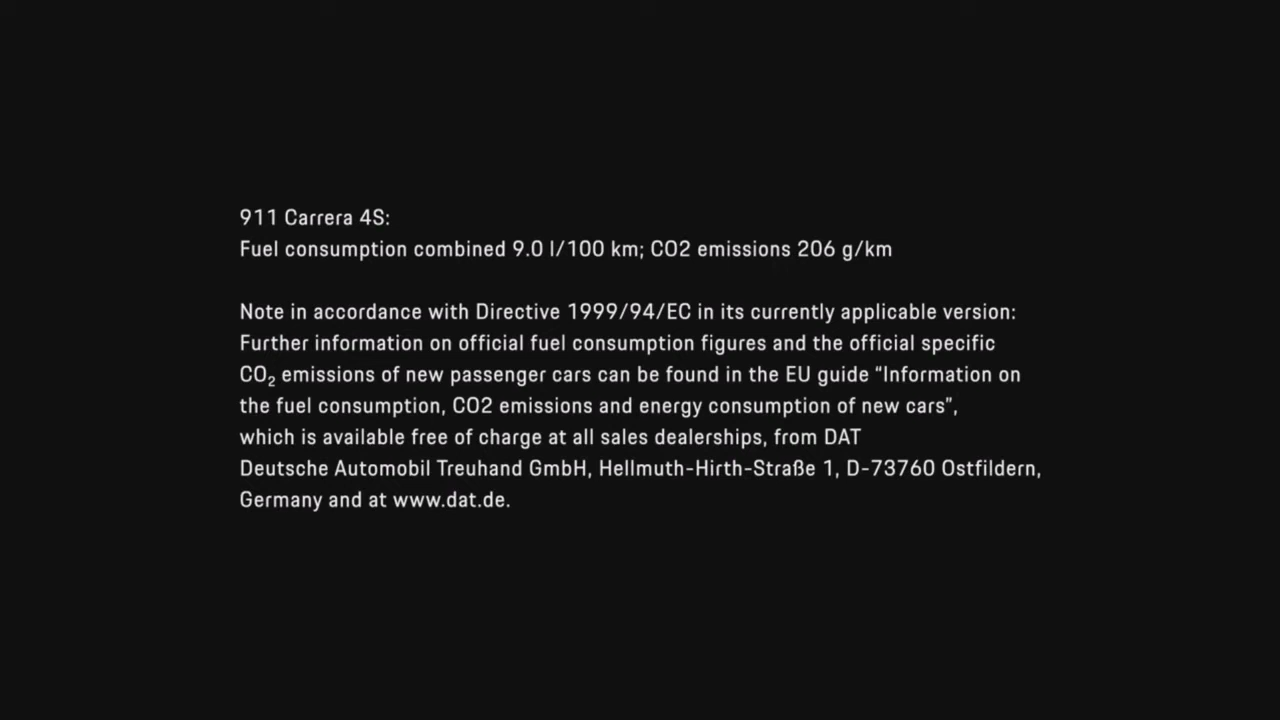 911 Carrera 4S:
Fuel consumption combined 9.0 l/100 km; CO2 emissions 206 g/km
Note in accordance with Directive 1999/94/EC in its currently applicable version:
Further information on official fuel consumption figures and the official specific
CO₂ emissions of new passenger cars can be found in the EU guide “Information on
the fuel consumption, CO2 emissions and energy consumption of new cars”,
which is available free of charge at all sales dealerships, from DAT
Deutsche Automobil Treuhand GmbH, Hellmuth-Hirth-Straße 1, D-73760 Ostfildern,
Germany and at www.dat.de.